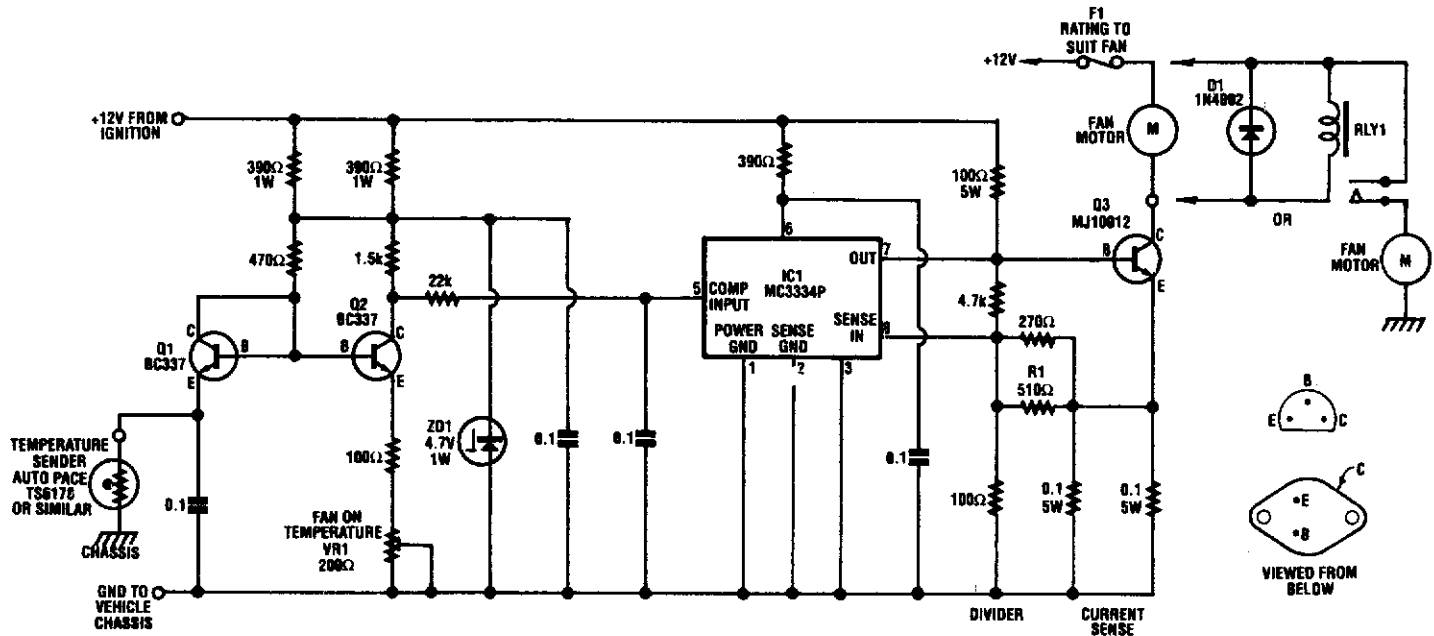 F1
RATING TO
SUIT FAN
+12V
D1
1N4002
FAN
MOTOR
M
RLY1
+12V FROM
IGNITION
390Ω
1W
390Ω
1W
390Ω
100Ω
5W
Q3
MJ10012
OR
470Ω
1.5k
6
C
B
E
FAN
MOTOR
M
22k
5
COMP
INPUT
IC1
MC3334P
OUT
7
4.7k
Q2
BC337
C
B
E
C
Q1
BC337
B
E
POWER
GND
SENSE
GND
SENSE
IN
8
270Ω
1
2
3
R1
510Ω
B
E
C
TEMPERATURE
SENDER
AUTO PACE
TS6175
OR SIMILAR
0.1
100Ω
ZD1
4.7V
1W
0.1
0.1
0.1
100Ω
0.1
5W
0.1
5W
C
E
B
FAN ON
TEMPERATURE
VR1
200Ω
CHASSIS
VIEWED FROM
BELOW
GND TO
VEHICLE
CHASSIS
DIVIDER
CURRENT
SENSE